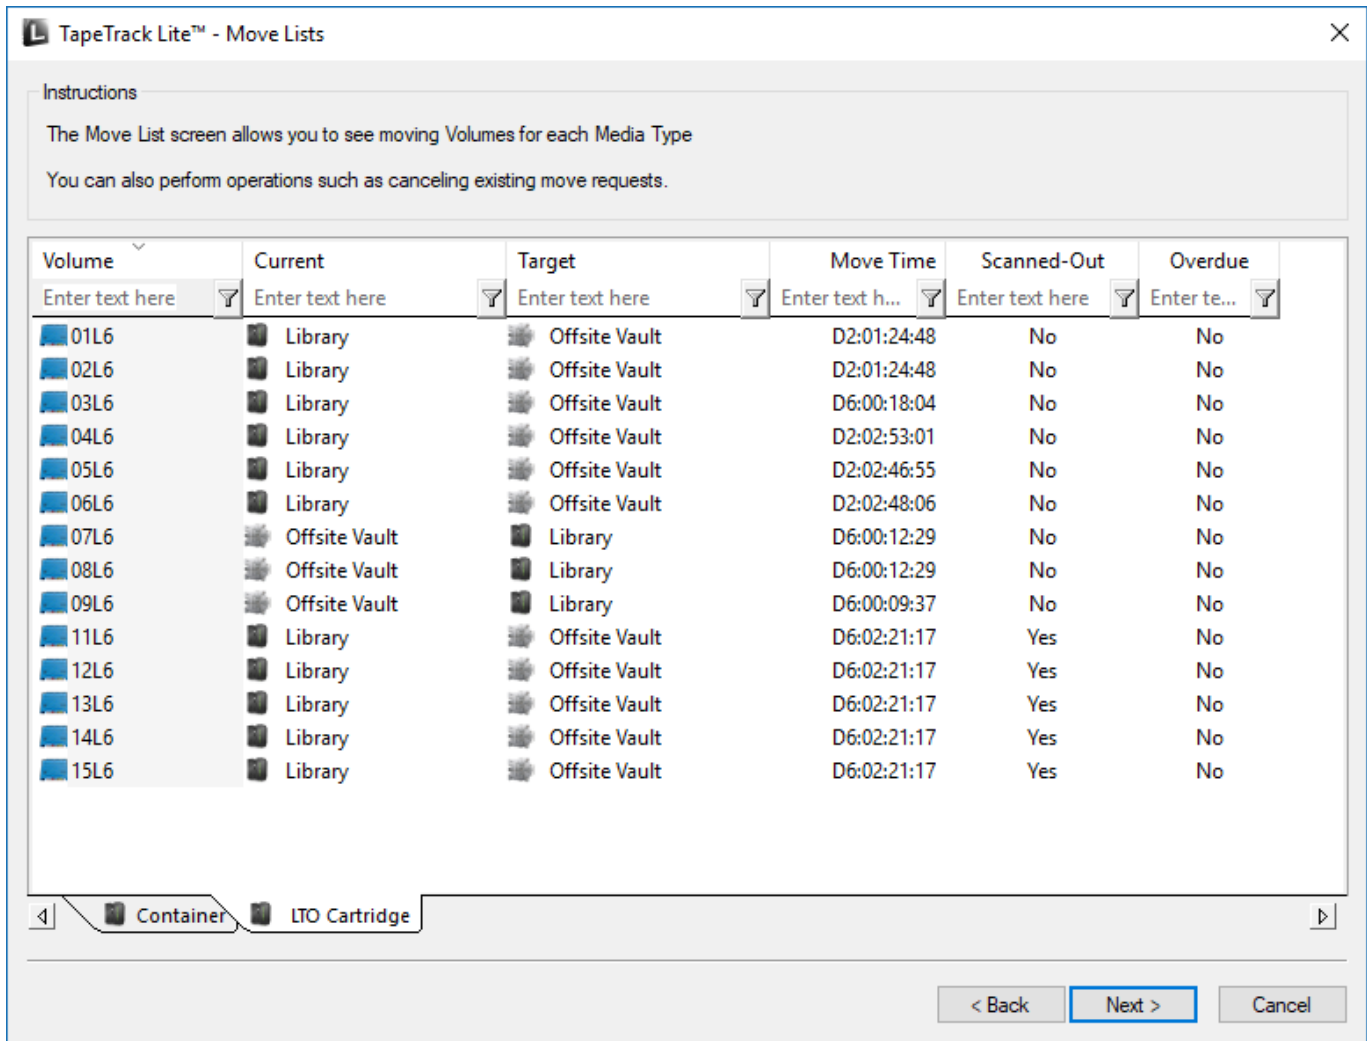 TapeTrack Lite™ - Move Lists
Instructions
The Move List screen allows you to see moving Volumes for each Media Type
You can also perform operations such as canceling existing move requests.
Volume Current Target Move Time Scanned-Out Overdue
Enter text here Enter text here Enter text here Enter text h... Enter text here Enter te...
01L6 Library Offsite Vault D2:01:24:48 No No
02L6 Library Offsite Vault D2:01:24:48 No No
03L6 Library Offsite Vault D6:00:18:04 No No
04L6 Library Offsite Vault D2:02:53:01 No No
05L6 Library Offsite Vault D2:02:46:55 No No
06L6 Library Offsite Vault D2:02:48:06 No No
07L6 Offsite Vault Library D6:00:12:29 No No
08L6 Offsite Vault Library D6:00:12:29 No No
09L6 Offsite Vault Library D6:00:09:37 No No
11L6 Library Offsite Vault D6:02:21:17 Yes No
12L6 Library Offsite Vault D6:02:21:17 Yes No
13L6 Library Offsite Vault D6:02:21:17 Yes No
14L6 Library Offsite Vault D6:02:21:17 Yes No
15L6 Library Offsite Vault D6:02:21:17 Yes No
Container LTO Cartridge
< Back Next > Cancel